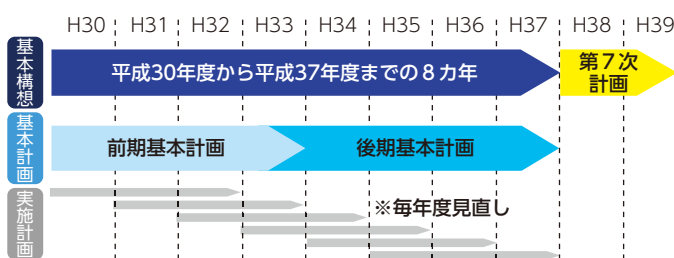 H30 H31 H32 H33 H34 H35 H36 H37 H38 H39
基本構想
平成30年度から平成37年度までの８カ年
第７次
計画
基本計画
前期基本計画
後期基本計画
実施計画
※毎年度見直し